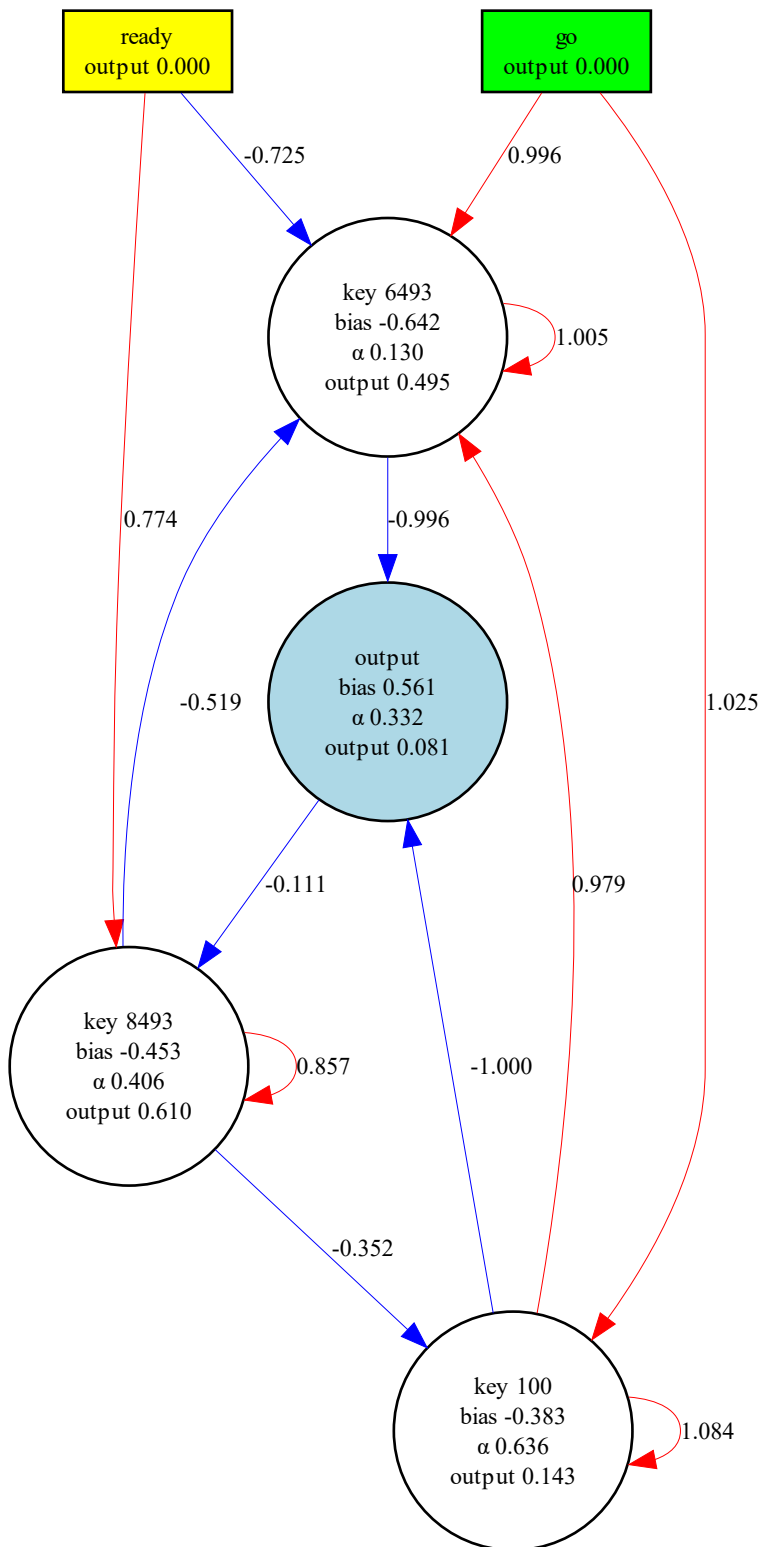 ready
output 0.000
go
output 0.000
-0.725
0.996
key 6493
bias -0.642
α 0.130
output 0.495
1.005
0.774
-0.996
output
bias 0.561
α 0.332
output 0.081
-0.519
1.025
-0.111
0.979
key 8493
bias -0.453
α 0.406
output 0.610
0.857
-1.000
-0.352
key 100
bias -0.383
α 0.636
output 0.143
1.084